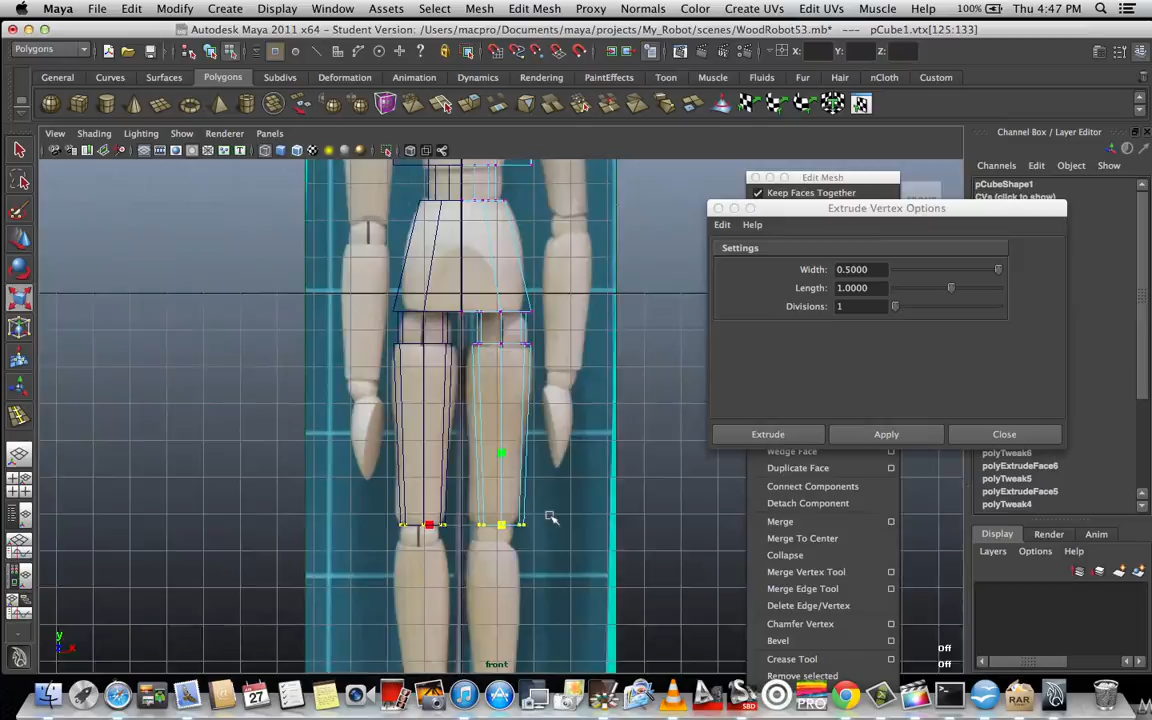 Maya File Edit Modify Create Display Window Assets Select Mesh Edit Mesh Proxy Normals Color Create UVs Edit UVs Muscle Help 100% Thu 4:47 PM
Autodesk Maya 2011 x64 - Student Version: /Users/macpro/Documents/maya/projects/My_Robot/scenes/WoodRobot53.mb* --- pCube1.vtx[125:133]
Polygons X: Y: Z:
General Curves Surfaces Polygons Subdivs Deformation Animation Dynamics Rendering PaintEffects Toon Muscle Fluids Fur Hair nCloth Custom
View Shading Lighting Show Renderer Panels
Channel Box / Layer Editor
Channels Edit Object Show
pCubeShape1
CVs (click to show)
Edit Mesh
Keep Faces Together
Extrude Vertex Options
Edit Help
Settings
Width: 0.5000
Length: 1.0000
Divisions: 1
Extrude Apply Close
Wedge Face
Duplicate Face
Connect Components
Detach Component
Merge
Merge To Center
Collapse
Merge Vertex Tool
Merge Edge Tool
Delete Edge/Vertex
Chamfer Vertex
Bevel
Crease Tool
Remove selected
polyTweak6
polyExtrudeFace6
polyTweak5
polyExtrudeFace5
polyTweak4
Display Render Anim
Layers Options Help
y
x
front
Off
Off